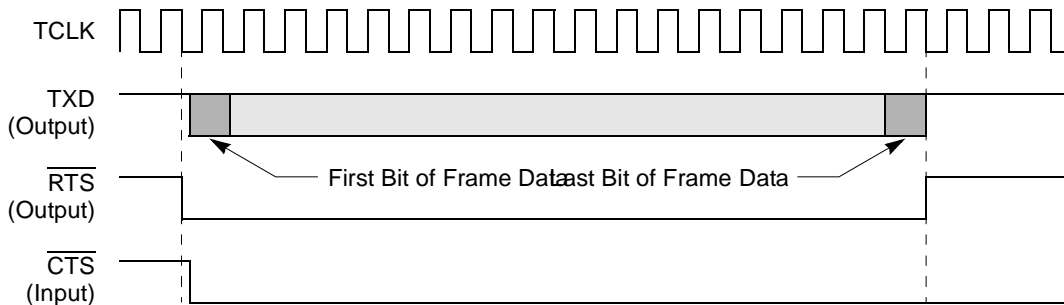 TCLK
TXD
(Output)
First Bit of Frame Data
Last Bit of Frame Data
RTS
(Output)
CTS
(Input)